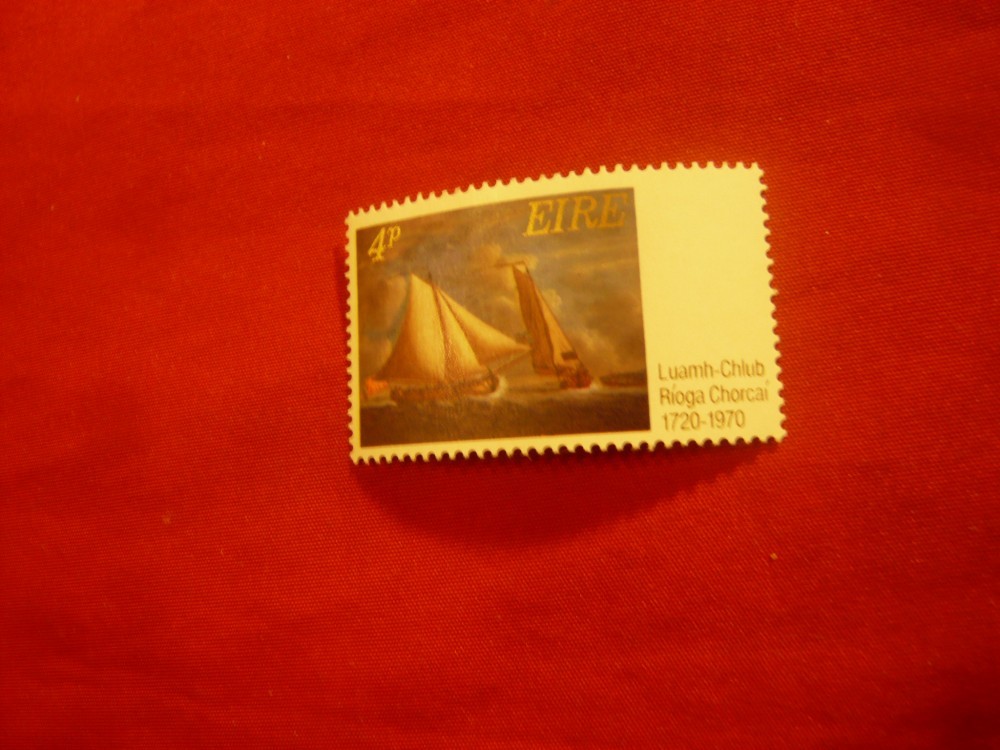 4p
EIRE
Luamh-Chlub
Ríoga Chorcaí
1720-1970